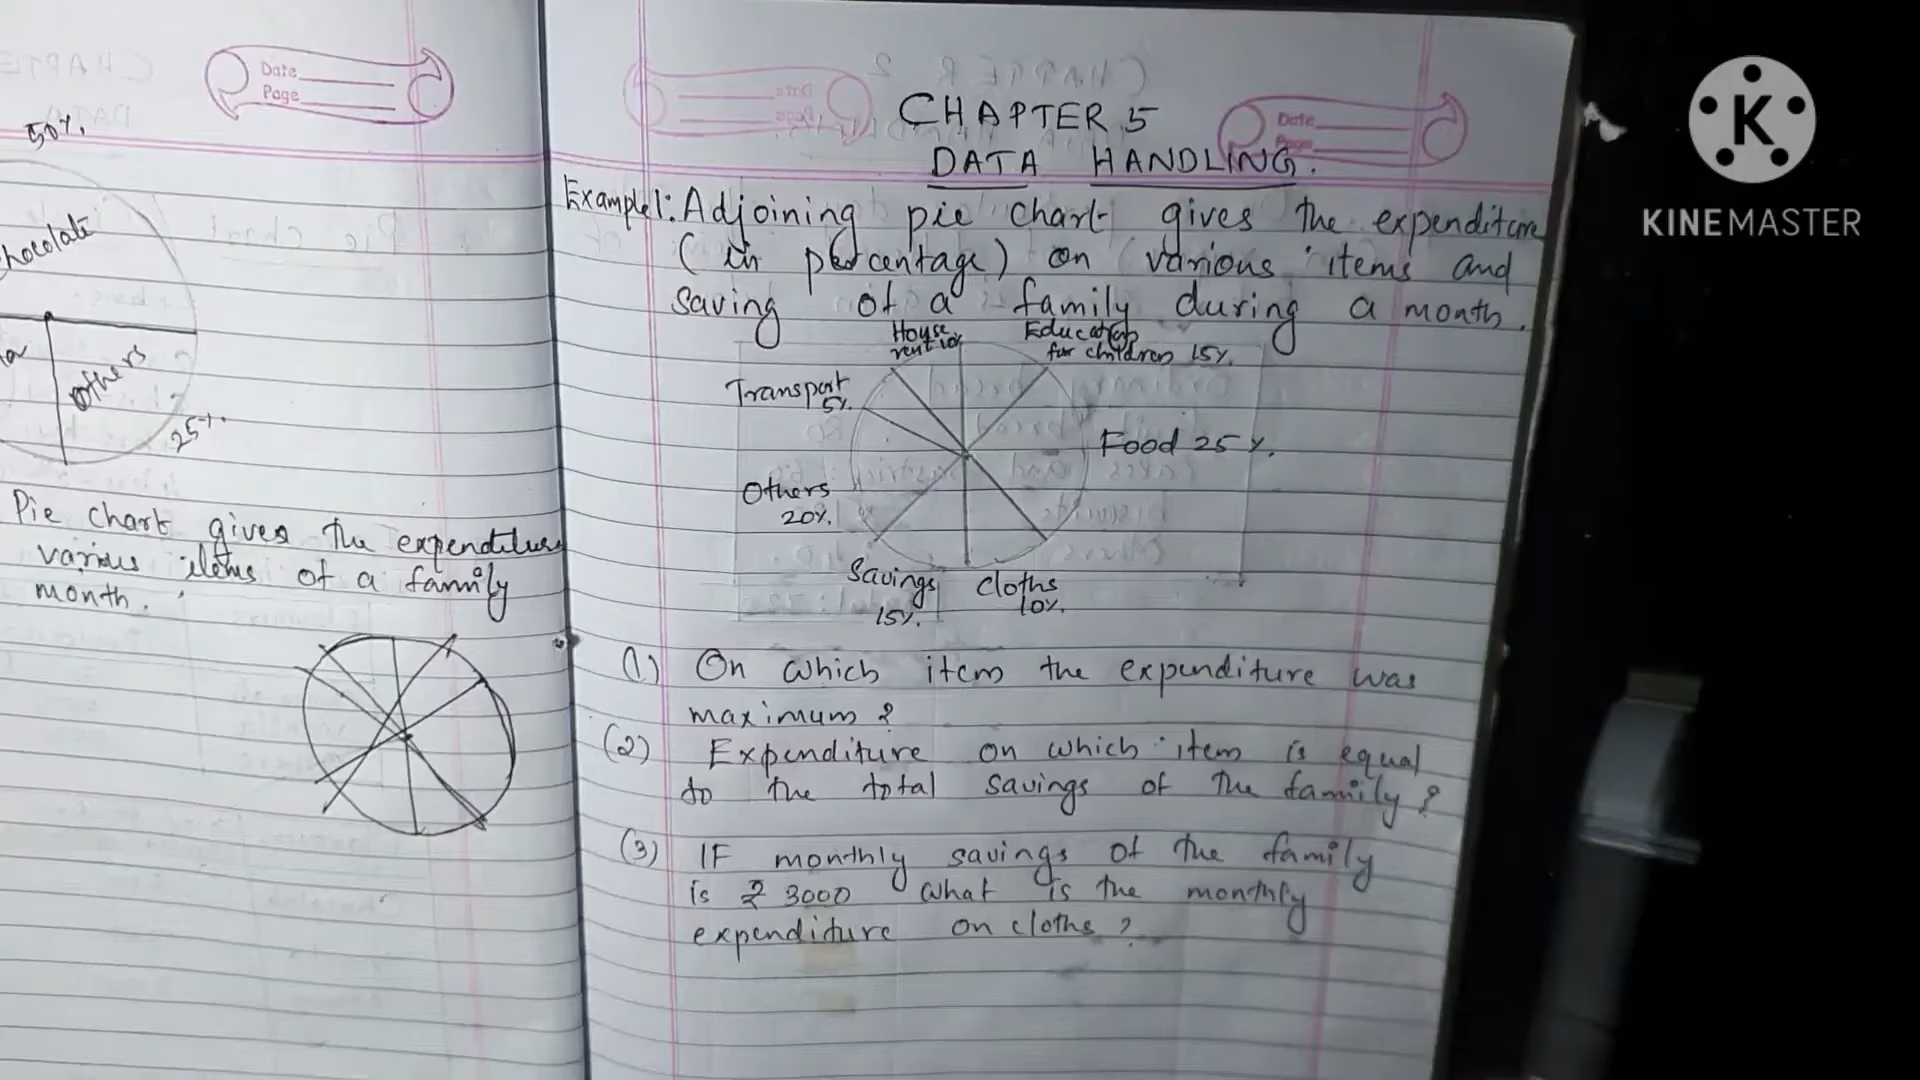 Date
Page
50%.
chocolate
others
25%.
Pie chart gives the expenditure
various items of a family
month.
CHAPTER 5
DATA HANDLING.
Date
Page
Example1: Adjoining pie chart gives the expenditure
(in percentage) on various items and
saving of a family during a month.
House
rent 10%
Education
for children 15%.
Transport
5%.
Food 25%.
Others
20%.
Savings
15%.
Cloths
10%.
(1) On which item the expenditure was
maximum?
(2) Expenditure on which item is equal
to the total savings of the family?
(3) IF monthly savings of the family
is ₹ 3000 what is the monthly
expenditure on cloths?
K
KINEMASTER